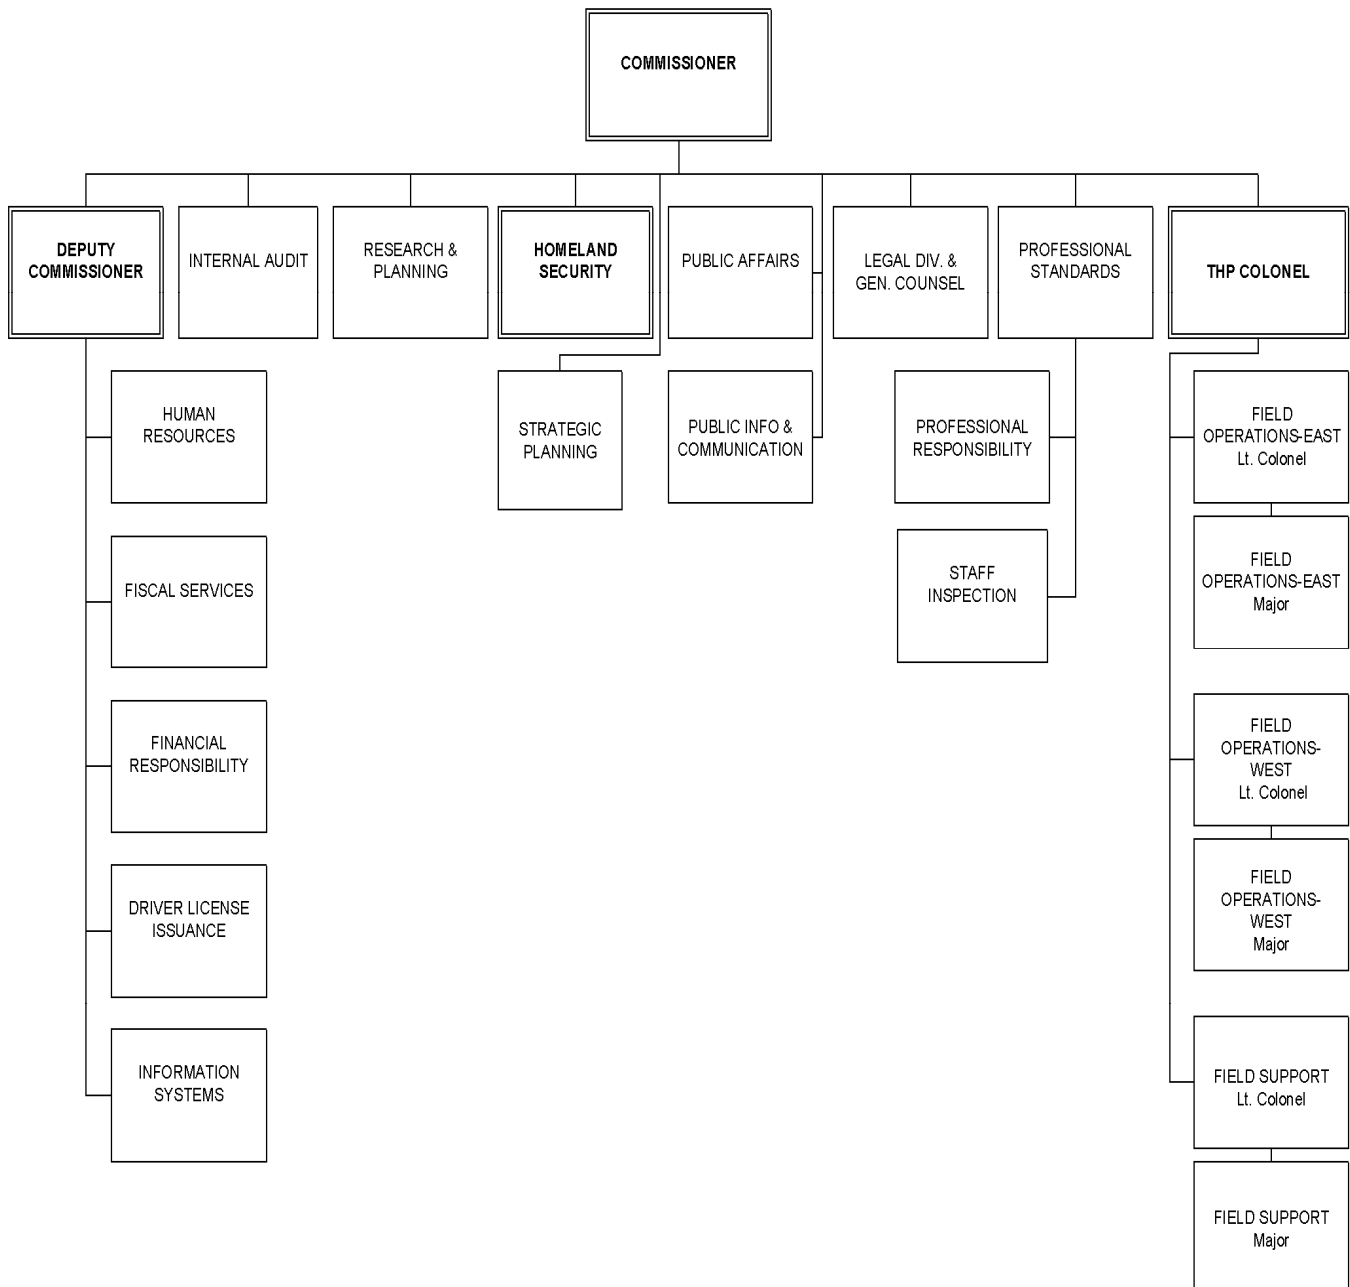 COMMISSIONER
DEPUTY
COMMISSIONER
INTERNAL AUDIT
RESEARCH &
PLANNING
HOMELAND
SECURITY
PUBLIC AFFAIRS
LEGAL DIV. &
GEN. COUNSEL
PROFESSIONAL
STANDARDS
THP COLONEL
HUMAN
RESOURCES
STRATEGIC
PLANNING
PUBLIC INFO &
COMMUNICATION
PROFESSIONAL
RESPONSIBILITY
FIELD
OPERATIONS-EAST
Lt. Colonel
FISCAL SERVICES
STAFF
INSPECTION
FIELD
OPERATIONS-EAST
Major
FINANCIAL
RESPONSIBILITY
FIELD
OPERATIONS-
WEST
Lt. Colonel
DRIVER LICENSE
ISSUANCE
FIELD
OPERATIONS-
WEST
Major
INFORMATION
SYSTEMS
FIELD SUPPORT
Lt. Colonel
FIELD SUPPORT
Major